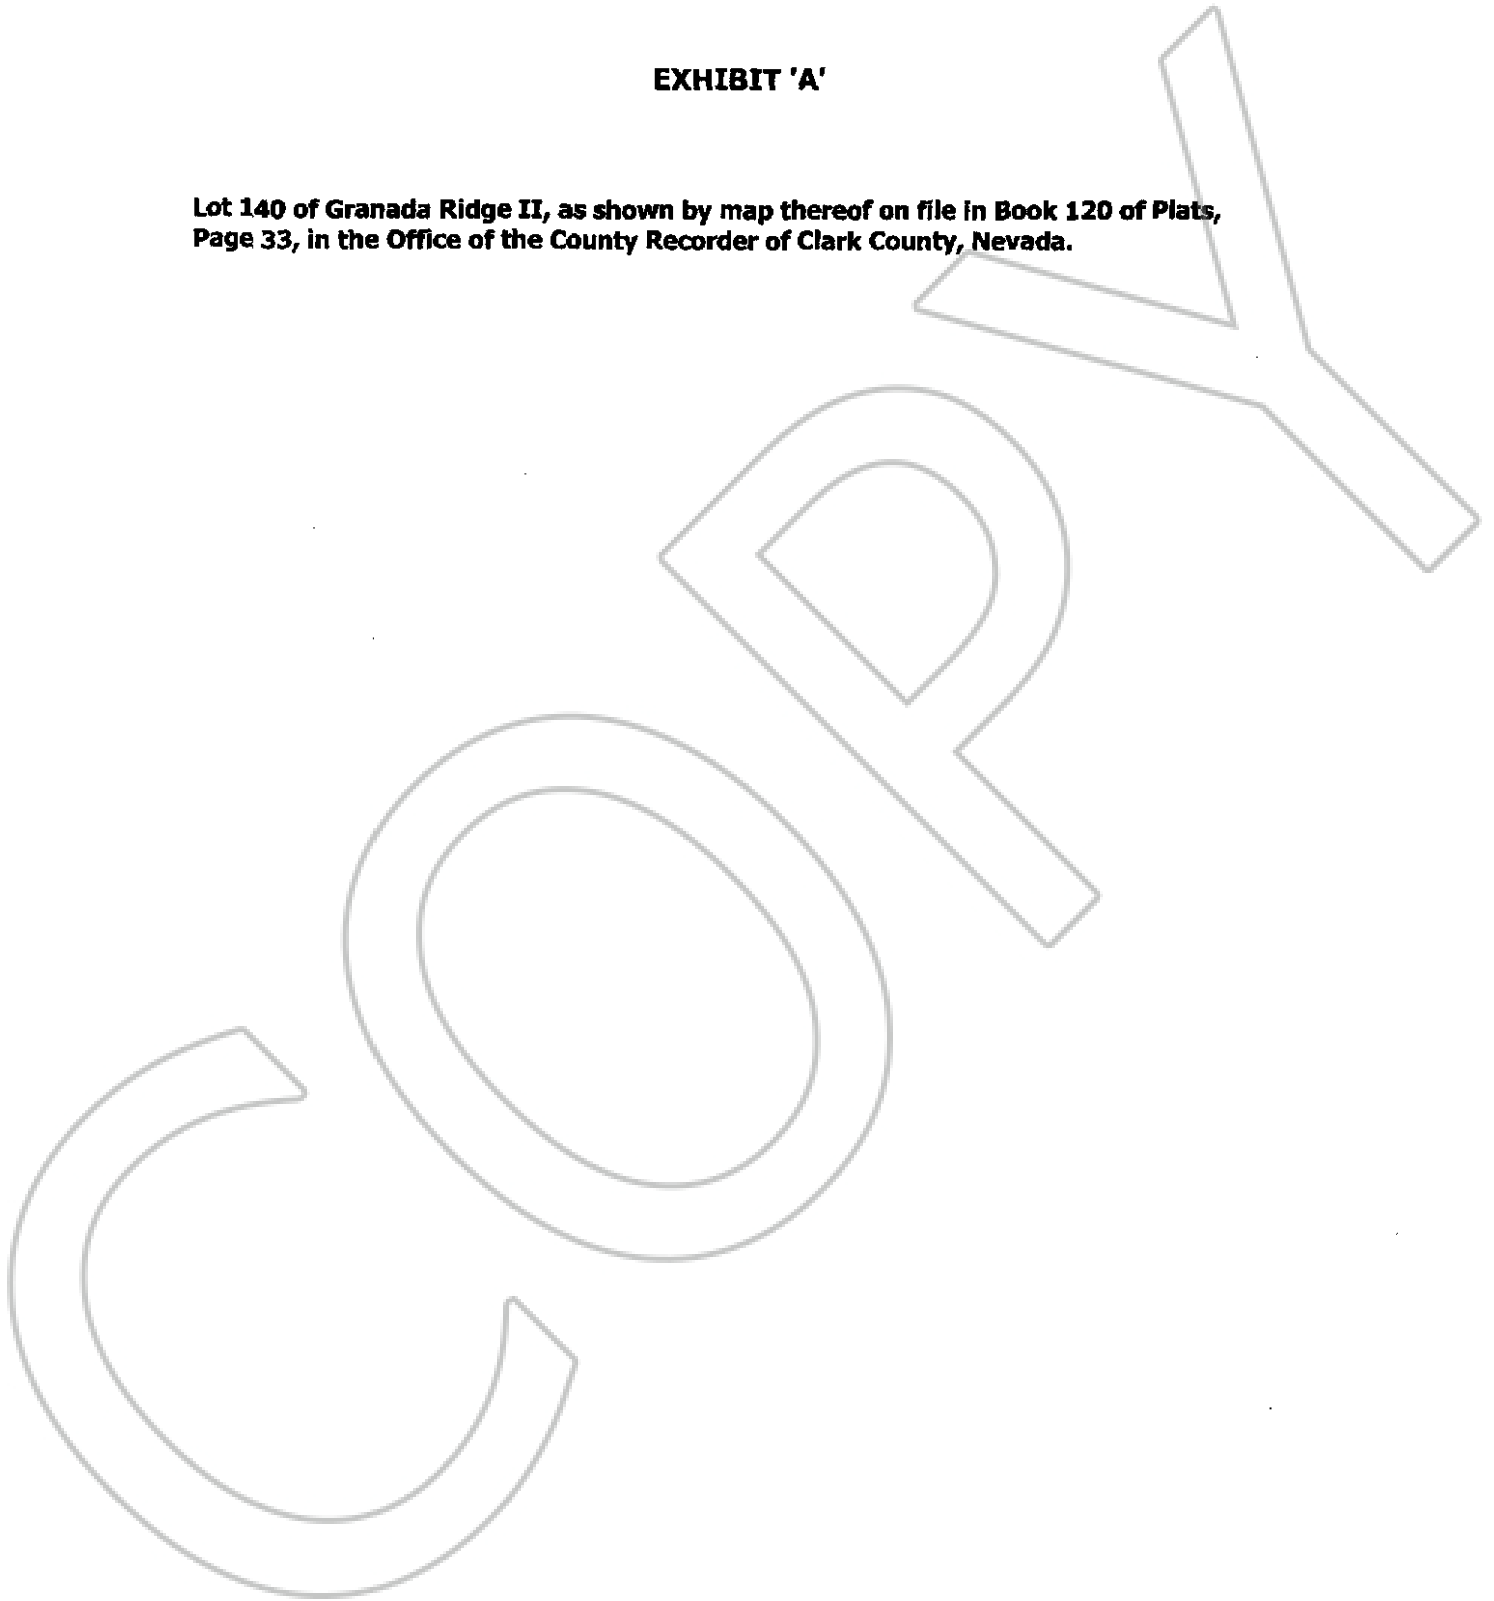 EXHIBIT 'A'
Lot 140 of Granada Ridge II, as shown by map thereof on file in Book 120 of Plats,
Page 33, in the Office of the County Recorder of Clark County, Nevada.
COPY